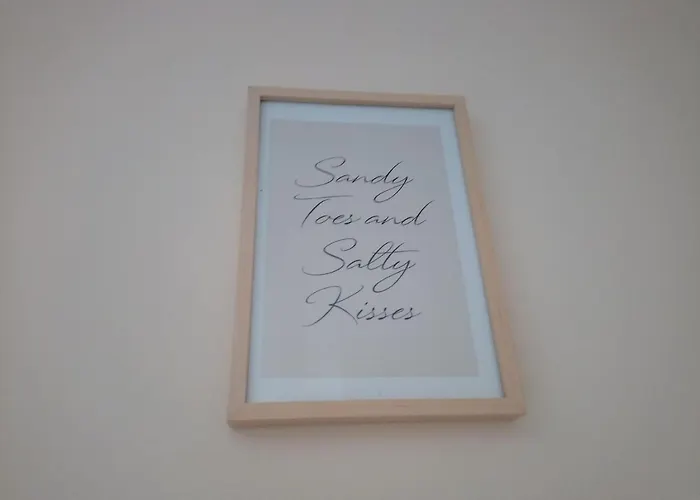 Sandy
Toes and
Salty
Kisses